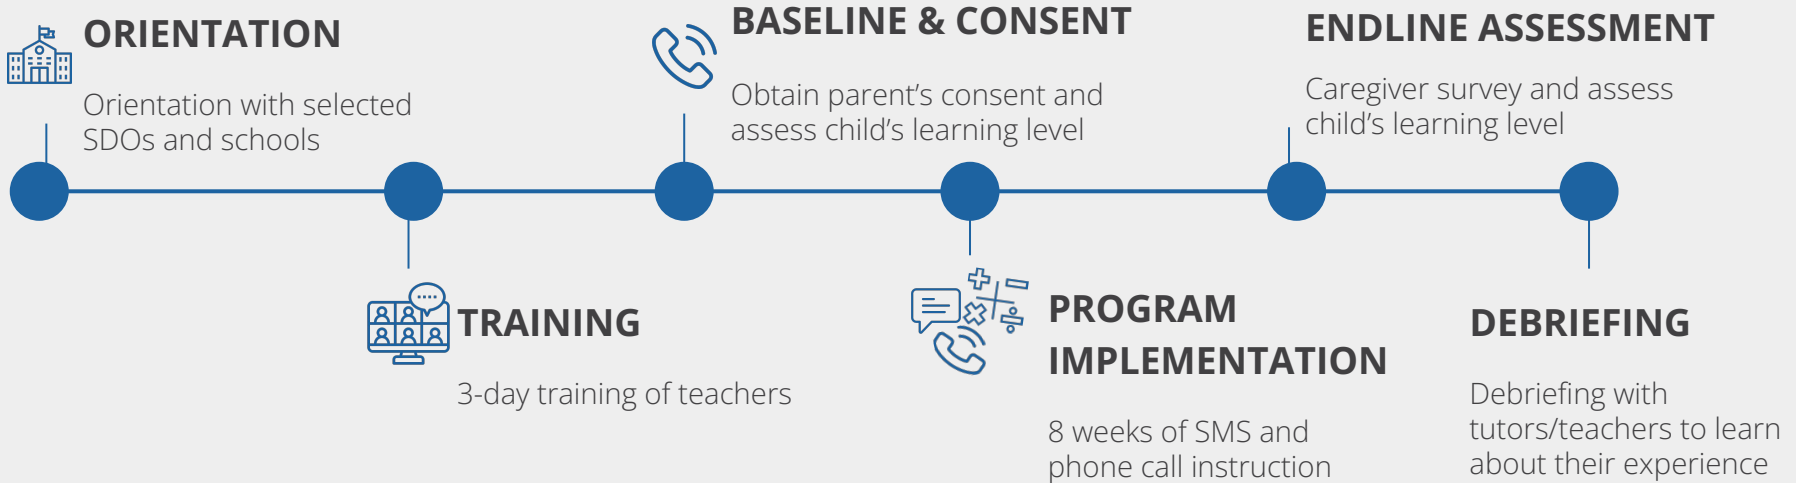 ORIENTATION
Orientation with selected
SDOs and schools
TRAINING
3-day training of teachers
BASELINE & CONSENT
Obtain parent’s consent and
assess child’s learning level
PROGRAM
IMPLEMENTATION
8 weeks of SMS and
phone call instruction
ENDLINE ASSESSMENT
Caregiver survey and assess
child’s learning level
DEBRIEFING
Debriefing with
tutors/teachers to learn
about their experience